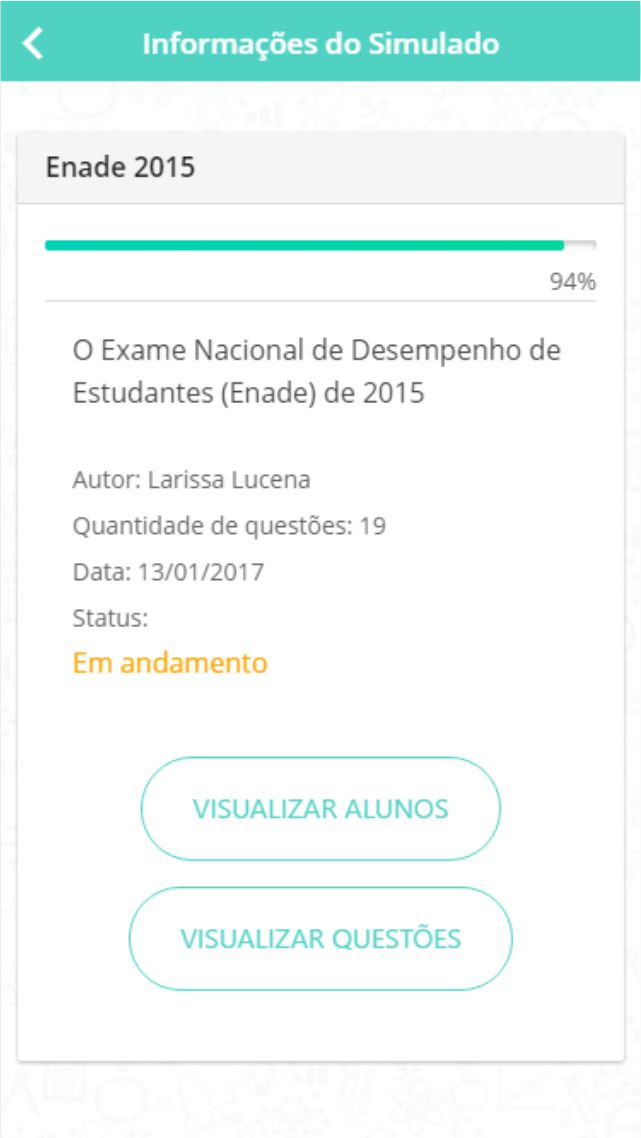 Informações do Simulado
Enade 2015
94%
O Exame Nacional de Desempenho de
Estudantes (Enade) de 2015
Autor: Larissa Lucena
Quantidade de questões: 19
Data: 13/01/2017
Status:
Em andamento
VISUALIZAR ALUNOS
VISUALIZAR QUESTÕES